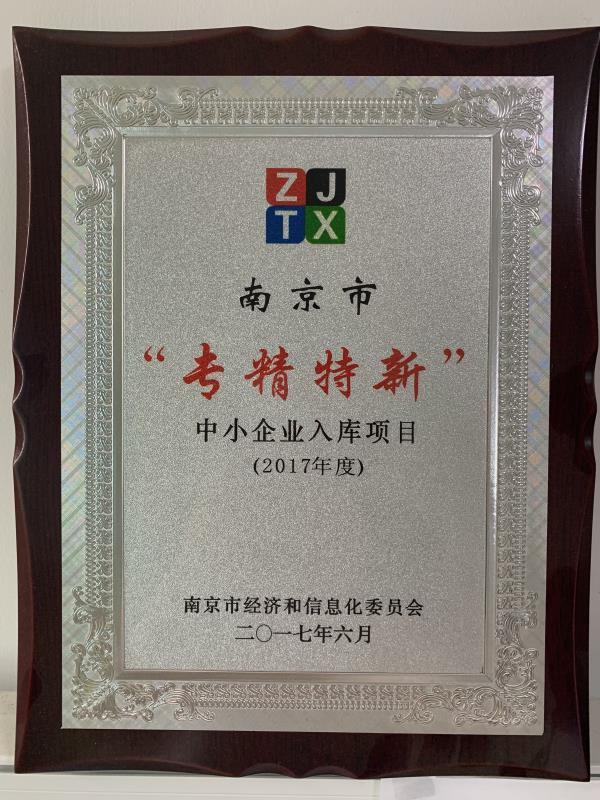 ZJ
TX
南京市
“专精特新”
中小企业入库项目
(2017年度)
南京市经济和信息化委员会
二〇一七年六月